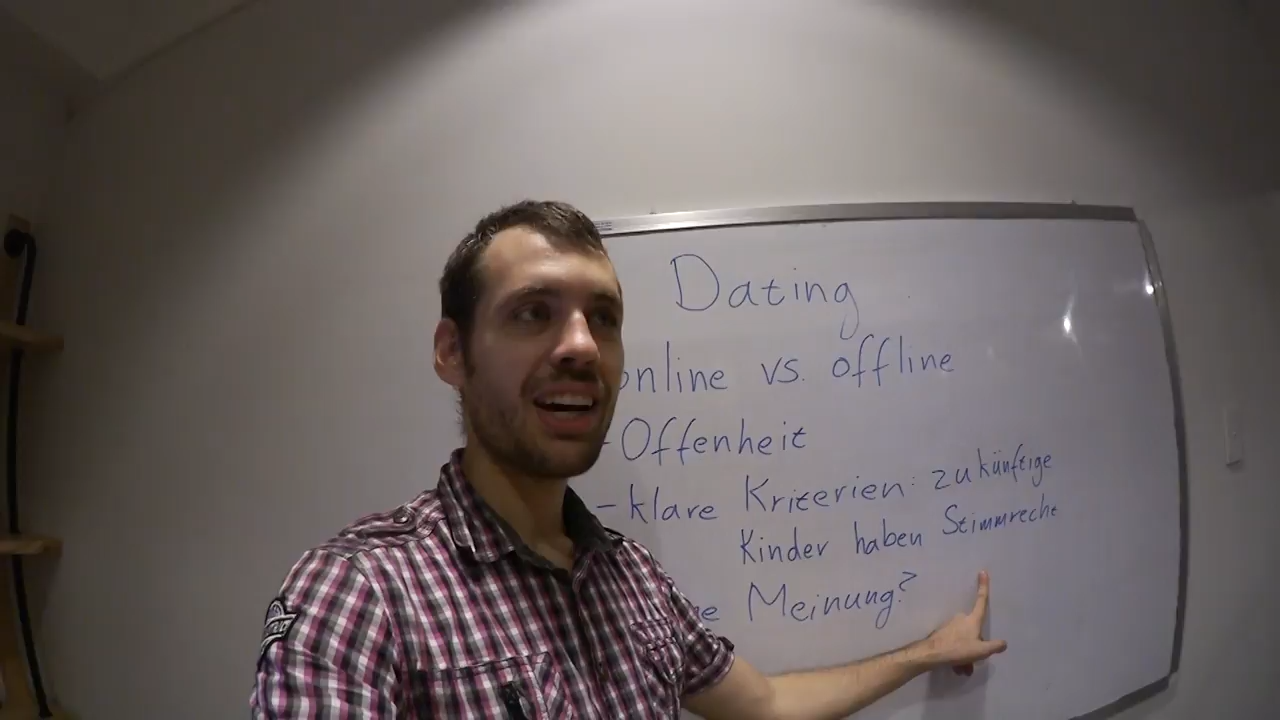 Dating
online vs. offline
-Offenheit
-klare Kriterien: zukünftige
Kinder haben Stimmrecht
Meinung?